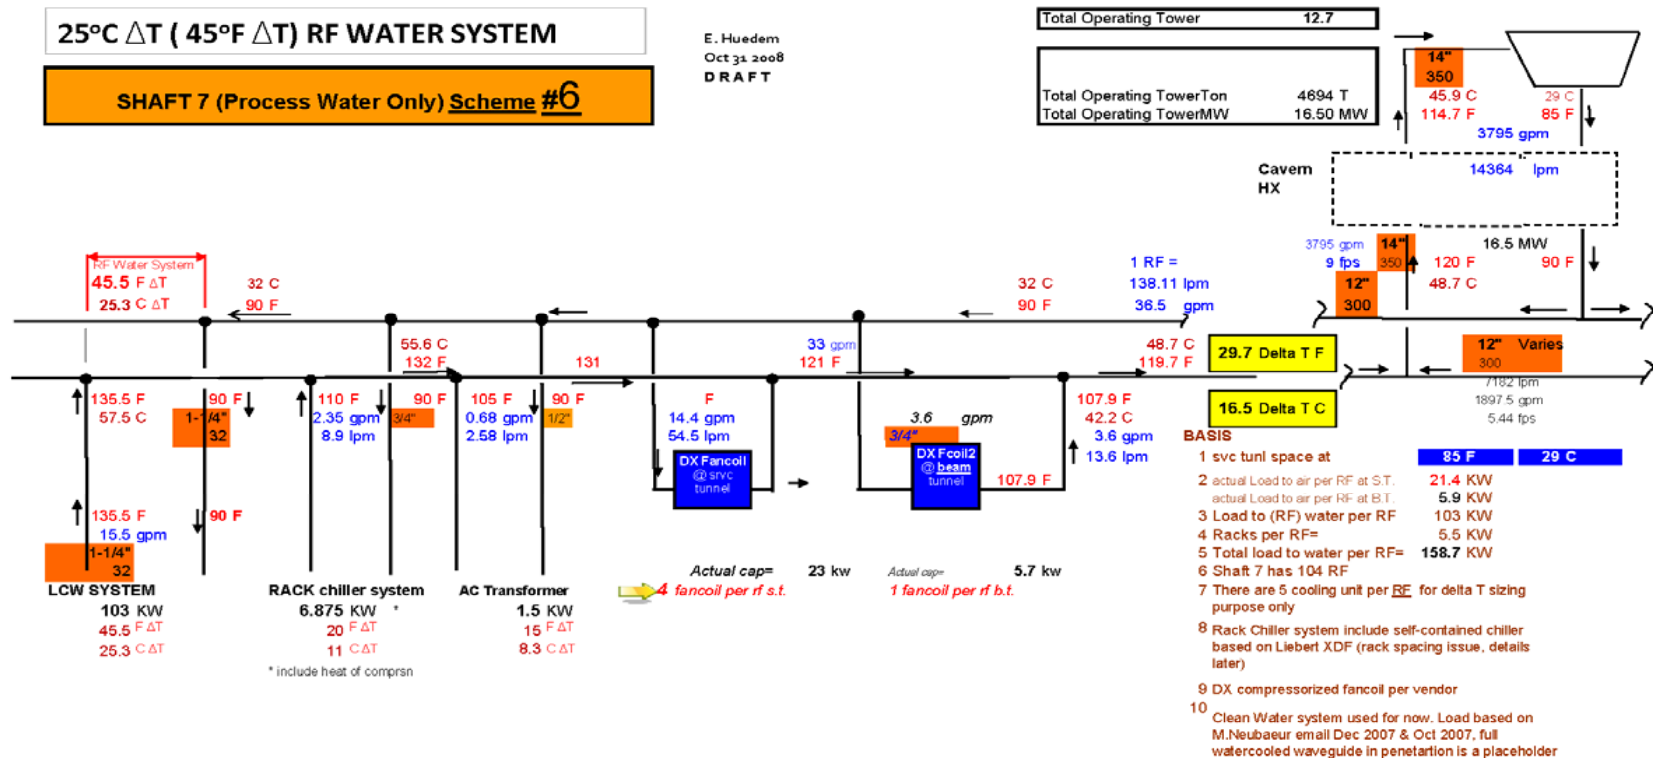 25°C ΔT ( 45°F ΔT) RF WATER SYSTEM
SHAFT 7 (Process Water Only) Scheme #6
E. Huedem
Oct 31 2008
DRAFT
Total Operating Tower 12.7
Total Operating TowerTon 4694 T
Total Operating TowerMW 16.50 MW
14"
350
45.9 C 29 C
114.7 F 85 F
3795 gpm
Cavern
HX
14364 lpm
3795 gpm 14" 16.5 MW
9 fps 350 120 F 90 F
12" 48.7 C
300
RF Water System
45.5 F ΔT
25.3 C ΔT
32 C
90 F
32 C
90 F
1 RF =
138.11 lpm
36.5 gpm
55.6 C
132 F
131
33 gpm
121 F
48.7 C
119.7 F
29.7 Delta T F
16.5 Delta T C
12" Varies
300
7182 lpm
1897.5 gpm
5.44 fps
135.5 F
57.5 C
90 F
1-1/4"
32
110 F
2.35 gpm
8.9 lpm
90 F
3/4"
105 F
0.68 gpm
2.58 lpm
90 F
1/2"
F
14.4 gpm
54.5 lpm
DX Fancoil
@ srvc
tunnel
3.6 gpm
3/4"
DX Fcoil2
@ beam
tunnel
107.9 F
107.9 F
42.2 C
3.6 gpm
13.6 lpm
135.5 F
15.5 gpm
1-1/4"
32
90 F
LCW SYSTEM
103 KW
45.5 F ΔT
25.3 C ΔT
RACK chiller system
6.875 KW *
20 F ΔT
11 C ΔT
* include heat of comprsn
AC Transformer
1.5 KW
15 F ΔT
8.3 C ΔT
Actual cap= 23 kw
4 fancoil per rf s.t.
Actual cap= 5.7 kw
1 fancoil per rf b.t.
BASIS
1 svc tunl space at 85 F 29 C
2 actual Load to air per RF at S.T. 21.4 KW
actual Load to air per RF at B.T. 5.9 KW
3 Load to (RF) water per RF 103 KW
4 Racks per RF= 5.5 KW
5 Total load to water per RF= 158.7 KW
6 Shaft 7 has 104 RF
7 There are 5 cooling unit per RF for delta T sizing
purpose only
8 Rack Chiller system include self-contained chiller
based on Liebert XDF (rack spacing issue, details
later)
9 DX compressorized fancoil per vendor
10
Clean Water system used for now. Load based on
M.Neubaeur email Dec 2007 & Oct 2007, full
watercooled waveguide in penetartion is a placeholder